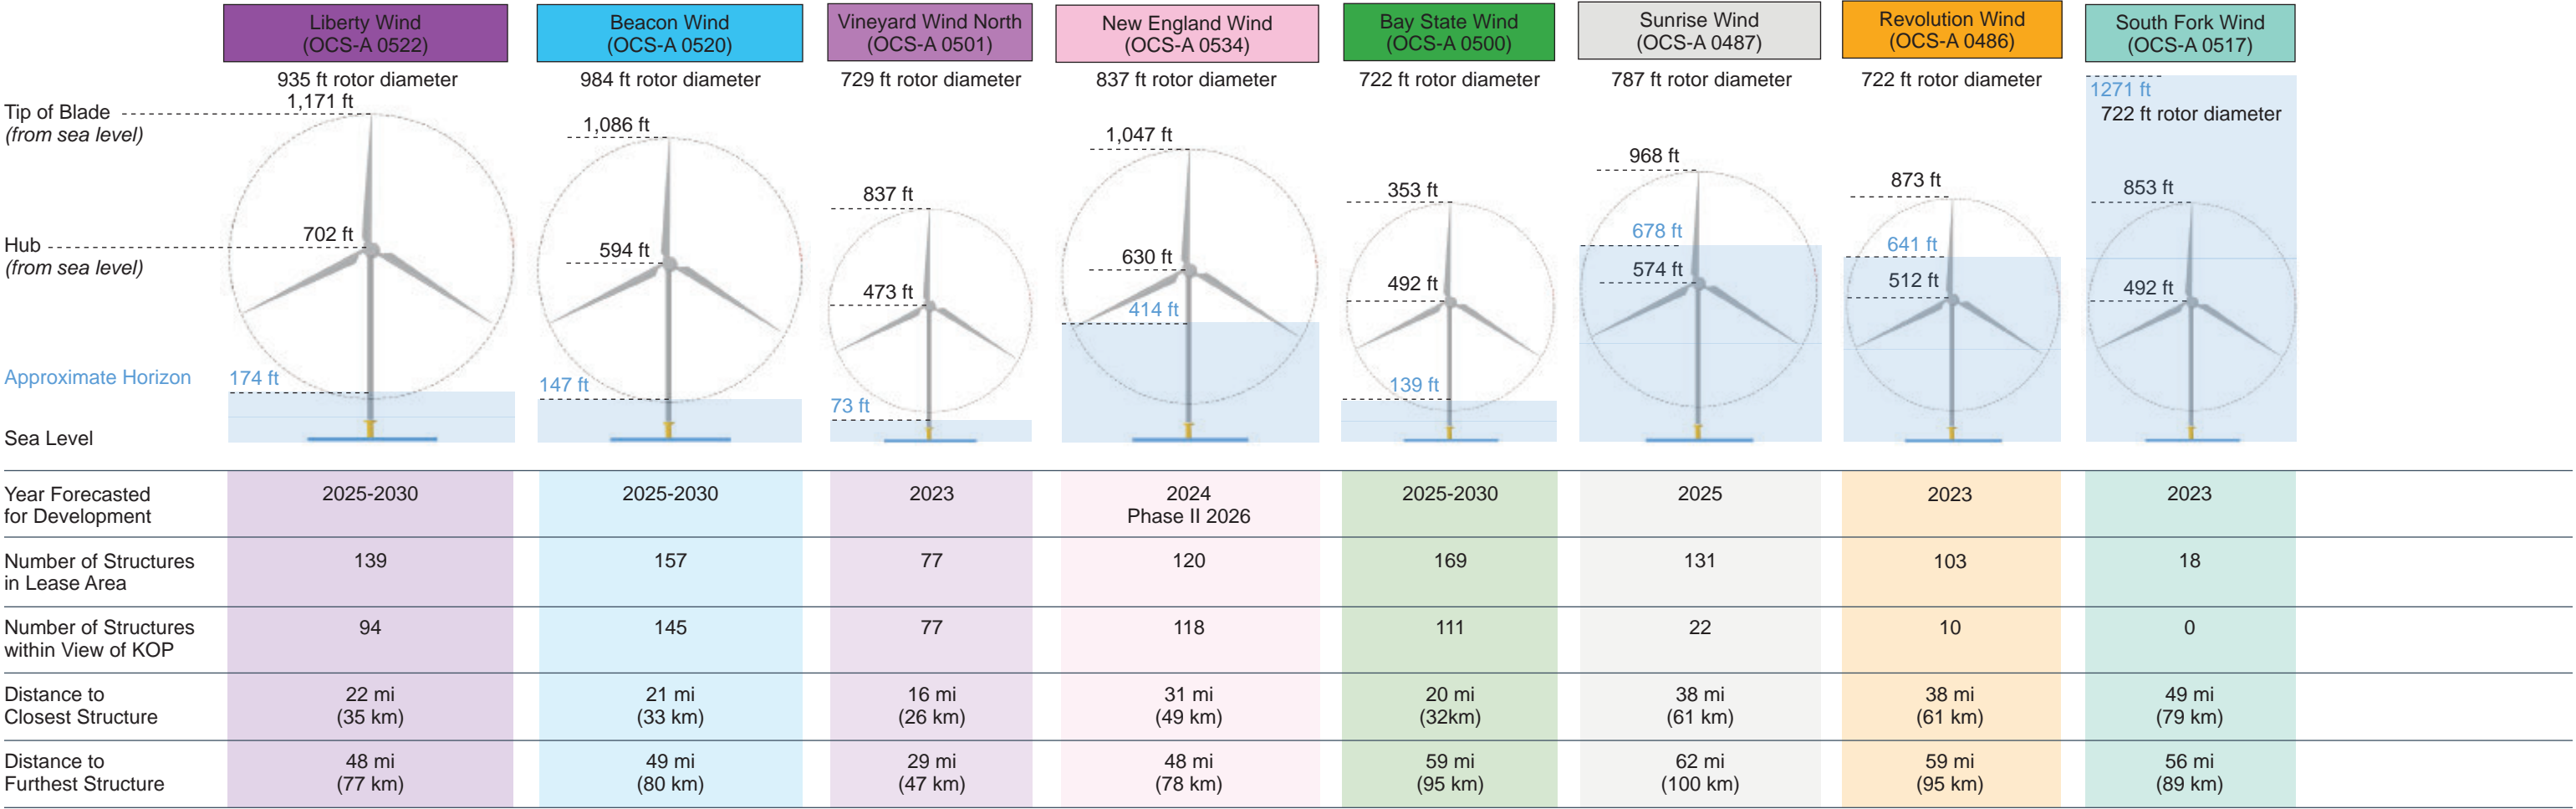 Liberty Wind
(OCS-A 0522)
Beacon Wind
(OCS-A 0520)
Vineyard Wind North
(OCS-A 0501)
New England Wind
(OCS-A 0534)
Bay State Wind
(OCS-A 0500)
Sunrise Wind
(OCS-A 0487)
Revolution Wind
(OCS-A 0486)
South Fork Wind
(OCS-A 0517)
935 ft rotor diameter
984 ft rotor diameter
729 ft rotor diameter
837 ft rotor diameter
722 ft rotor diameter
787 ft rotor diameter
722 ft rotor diameter
1271 ft
722 ft rotor diameter
Tip of Blade
(from sea level)
1,171 ft
1,086 ft
837 ft
1,047 ft
353 ft
968 ft
873 ft
853 ft
Hub
(from sea level)
702 ft
594 ft
473 ft
630 ft
492 ft
574 ft
512 ft
492 ft
Approximate Horizon
174 ft
147 ft
73 ft
414 ft
139 ft
678 ft
641 ft
Sea Level
Year Forecasted
for Development
2025-2030
2025-2030
2023
2024
Phase II 2026
2025-2030
2025
2023
2023
Number of Structures
in Lease Area
139
157
77
120
169
131
103
18
Number of Structures
within View of KOP
94
145
77
118
111
22
10
0
Distance to
Closest Structure
22 mi
(35 km)
21 mi
(33 km)
16 mi
(26 km)
31 mi
(49 km)
20 mi
(32km)
38 mi
(61 km)
38 mi
(61 km)
49 mi
(79 km)
Distance to
Furthest Structure
48 mi
(77 km)
49 mi
(80 km)
29 mi
(47 km)
48 mi
(78 km)
59 mi
(95 km)
62 mi
(100 km)
59 mi
(95 km)
56 mi
(89 km)